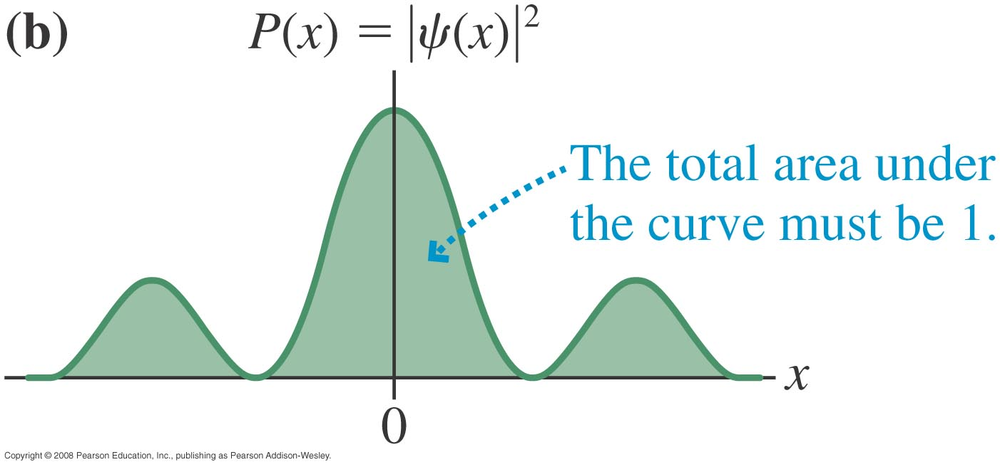 (b) P(x) = |ψ(x)|²
The total area under
the curve must be 1.
x
0
Copyright © 2008 Pearson Education, Inc., publishing as Pearson Addison-Wesley.